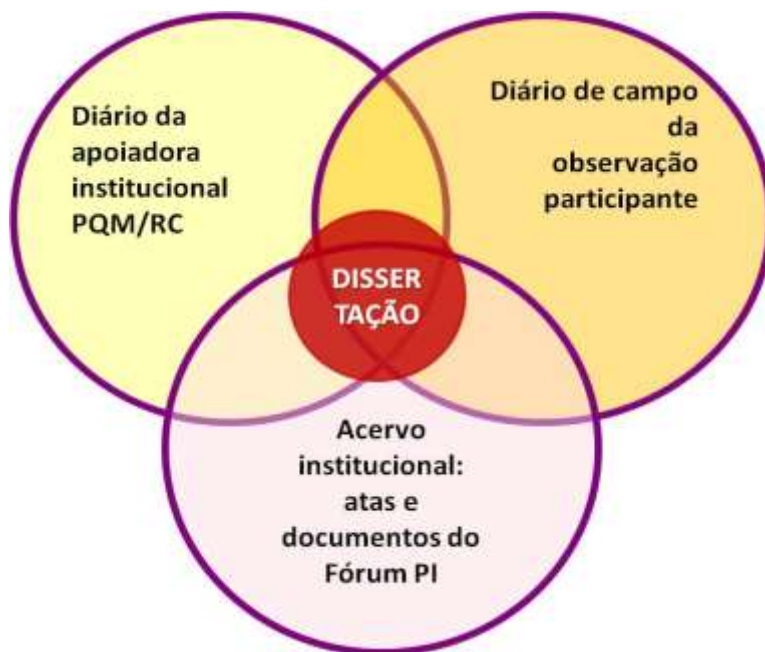 Diário da
apoiadora
institucional
PQM/RC
Diário de campo
da
observação
participante
DISSER
TAÇÃO
Acervo
institucional:
atas e
documentos do
Fórum PI